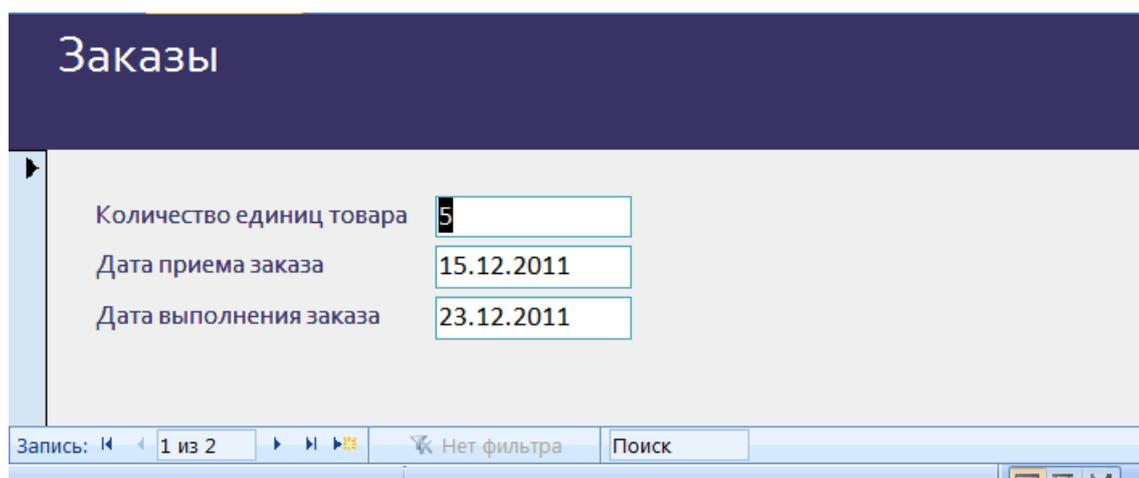 Заказы
Количество единиц товара 5
Дата приема заказа 15.12.2011
Дата выполнения заказа 23.12.2011
Запись: 1 из 2 Нет фильтра Поиск